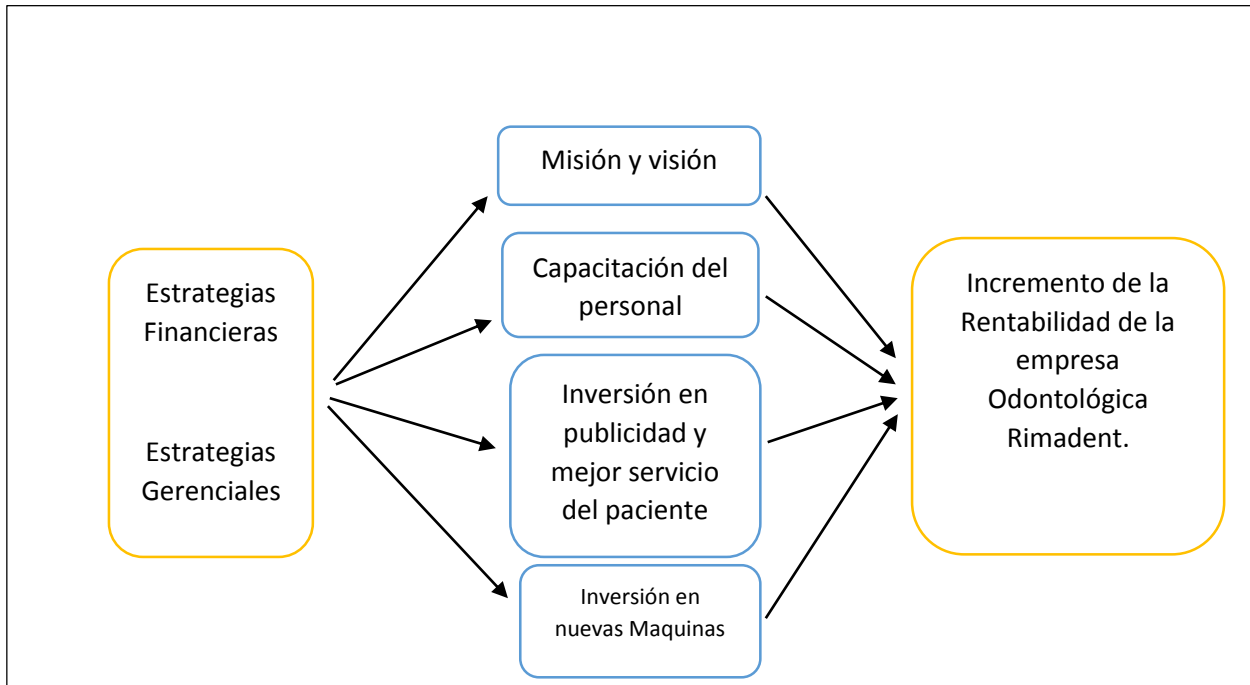 Estrategias
Financieras
Estrategias
Gerenciales
Misión y visión
Capacitación del
personal
Inversión en
publicidad y
mejor servicio
del paciente
Inversión en
nuevas Maquinas
Incremento de la
Rentabilidad de la
empresa
Odontológica
Rimadent.